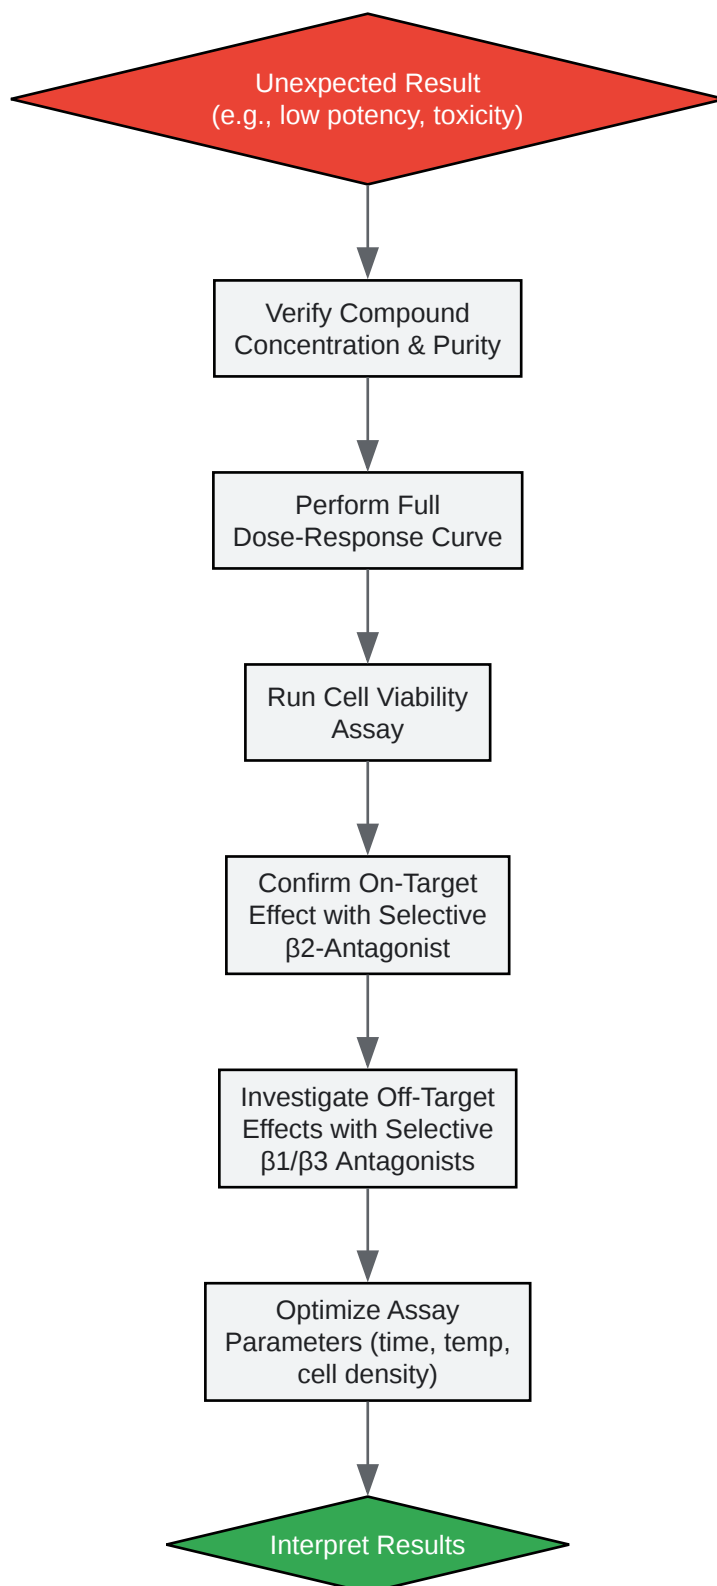 Unexpected Result
(e.g., low potency, toxicity)
Verify Compound
Concentration & Purity
Perform Full
Dose-Response Curve
Run Cell Viability
Assay
Confirm On-Target
Effect with Selective
β2-Antagonist
Investigate Off-Target
Effects with Selective
β1/β3 Antagonists
Optimize Assay
Parameters (time, temp,
cell density)
Interpret Results